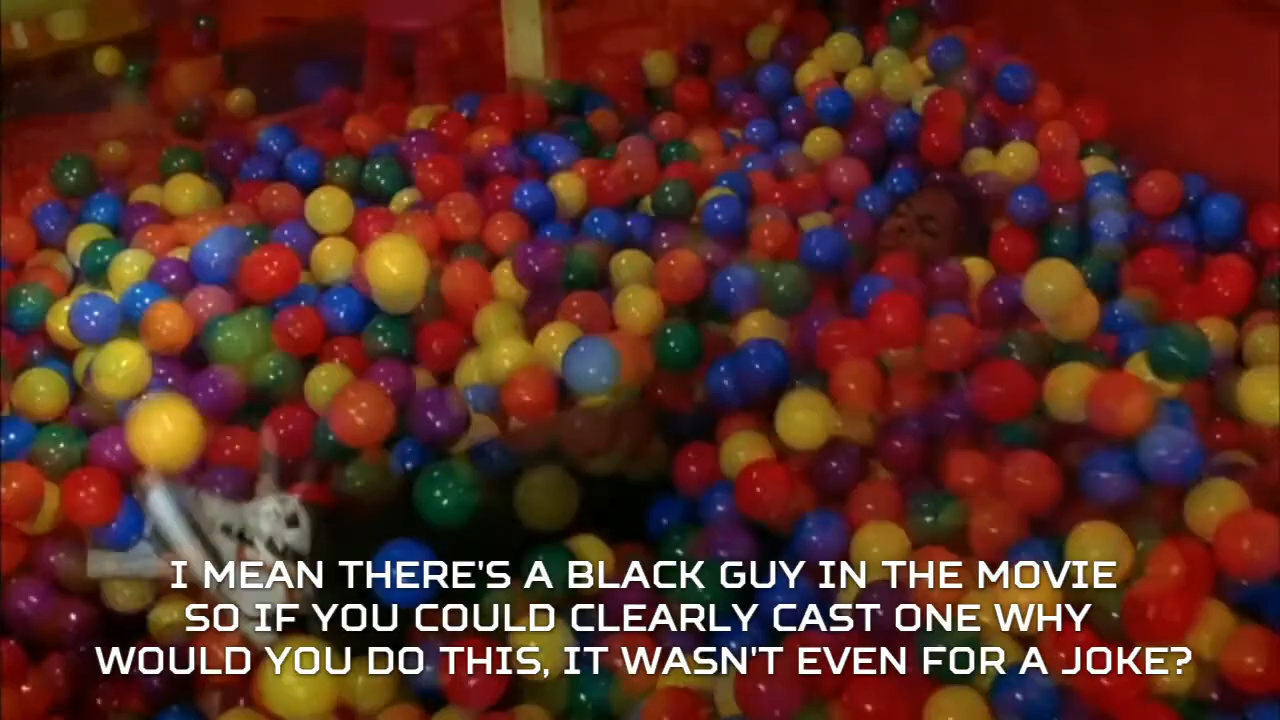 I MEAN THERE'S A BLACK GUY IN THE MOVIE
SO IF YOU COULD CLEARLY CAST ONE WHY
WOULD YOU DO THIS, IT WASN'T EVEN FOR A JOKE?